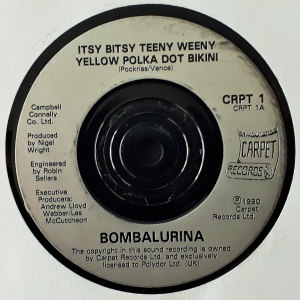 ITSY BITSY TEENY WEENY
YELLOW POLKA DOT BIKINI
(Pockriss/Vance)
CRPT 1
CRPT 1A
Campbell
Connelly
Co. Ltd.
CARPET
RECORDS
Produced
by Nigel
Wright
Engineered
by Robin
Sellers
Executive
Producers:
Andrew Lloyd
Webber/Les
McCutcheon
℗ 1990
Carpet
Records Ltd.
BOMBALURINA
The copyright in this sound recording is owned
by Carpet Records Ltd. and exclusively
licensed to Polydor Ltd. (UK)